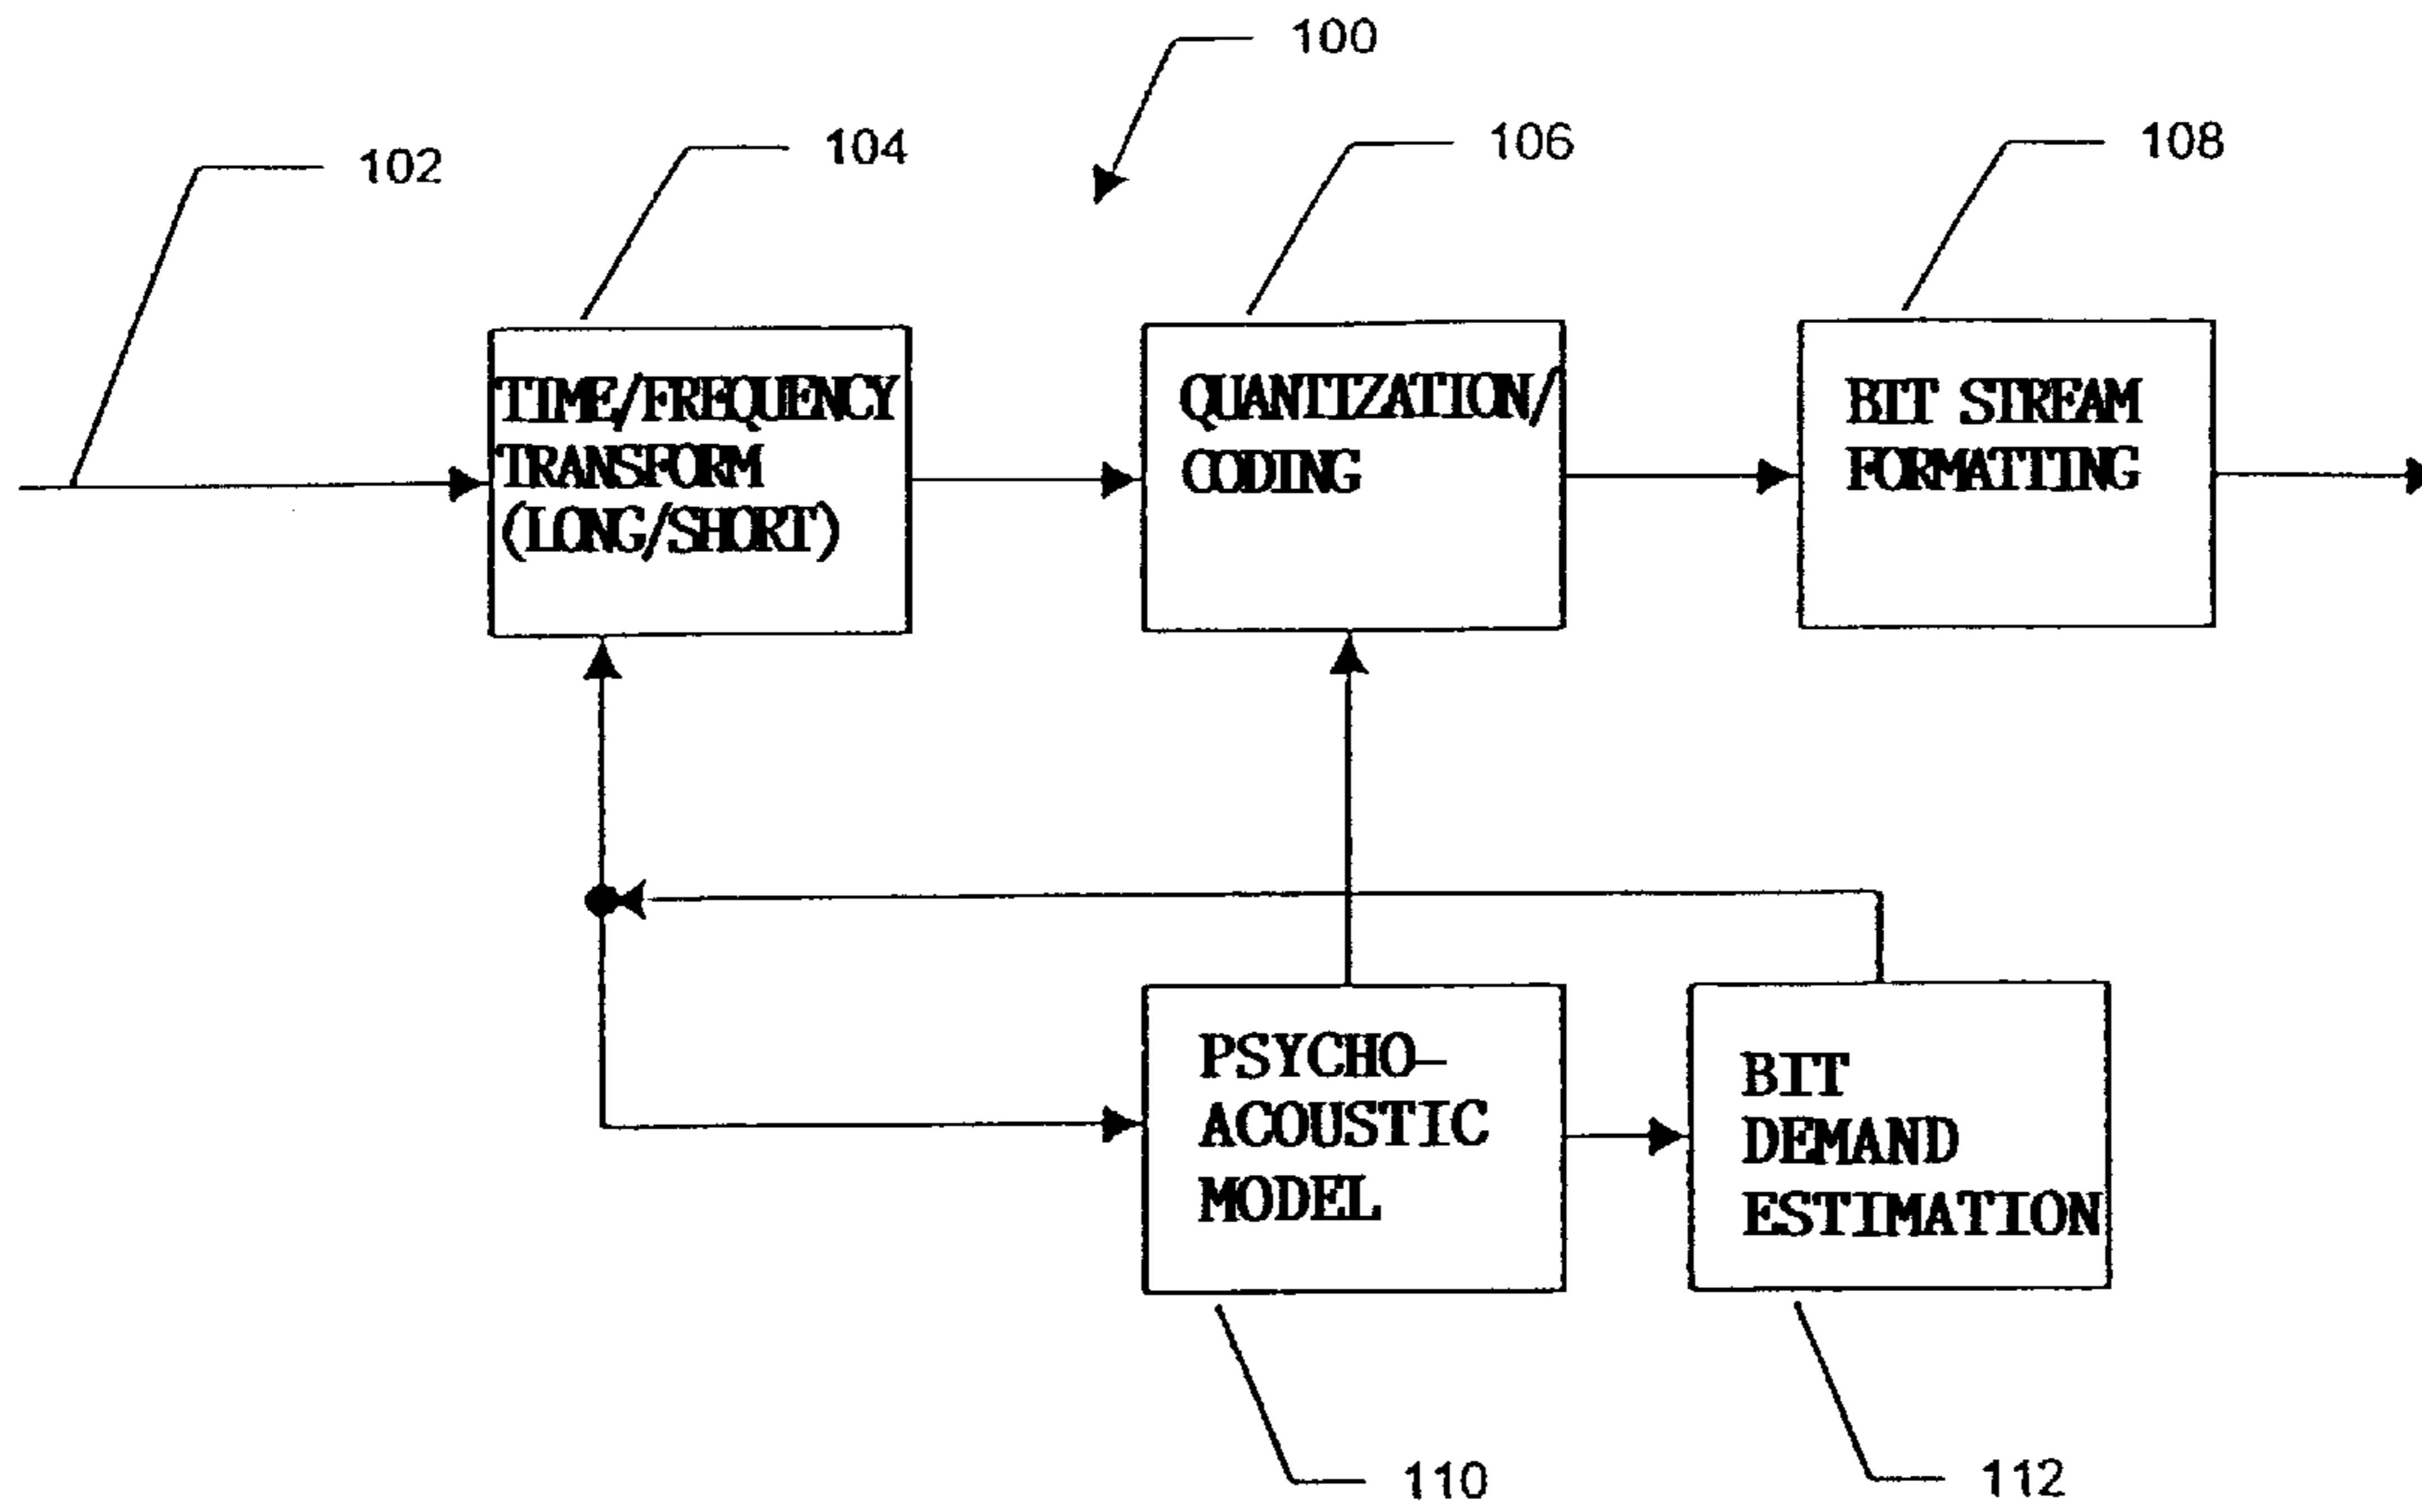 100
102
104
106
108
TIME/FREQUENCY
TRANSFORM
(LONG/SHORT)
QUANTIZATION/
CODING
BIT STREAM
FORMATTING
PSYCHO-
ACOUSTIC
MODEL
BIT
DEMAND
ESTIMATION
110
112